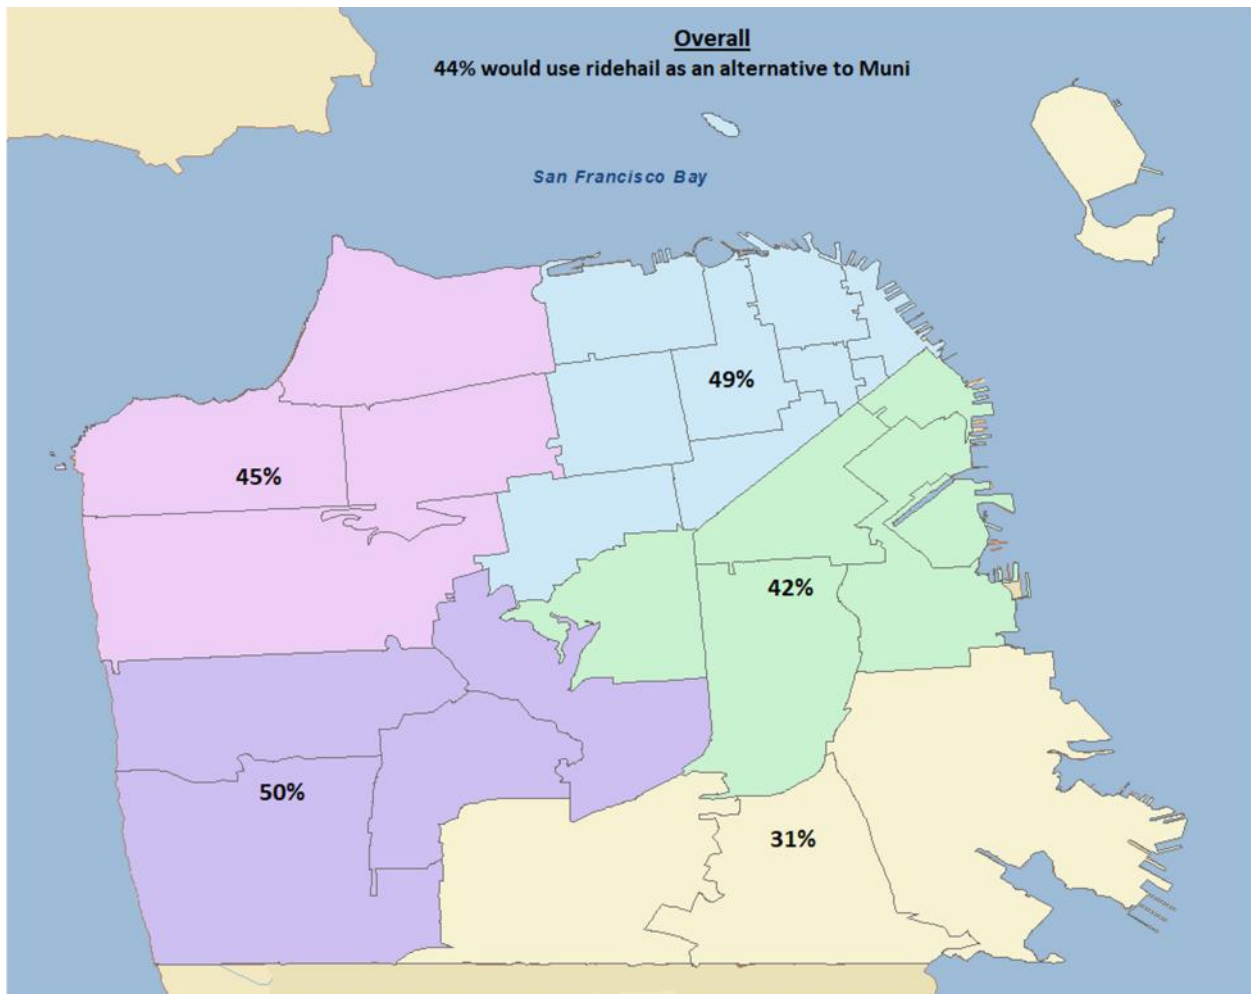 Overall
44% would use ridehail as an alternative to Muni
San Francisco Bay
49%
45%
42%
50%
31%